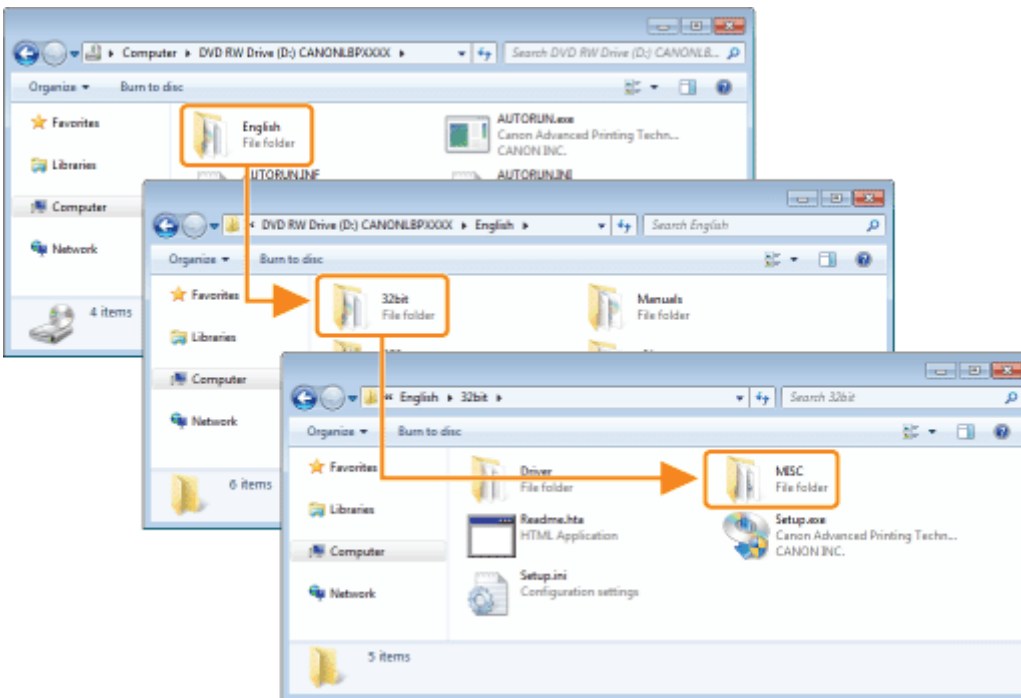 Computer DVD RW Drive (D:) CANONLBPXXXX
Search DVD RW Drive (D:) CANONLB...
Organize Burn to disc
Favorites
Libraries
Computer
Network
English
File folder
AUTORUN.exe
Canon Advanced Printing Techn...
CANON INC.
AUTORUN.INF
AUTORUN.INI
4 items
« DVD RW Drive (D:) CANONLBPXXXX English
Search English
Organize Burn to disc
Favorites
Libraries
Computer
Network
32bit
File folder
Manuals
File folder
6 items
« English 32bit
Search 32bit
Organize Burn to disc
Favorites
Libraries
Computer
Network
Driver
File folder
MISC
File folder
Readme.hta
HTML Application
Setup.exe
Canon Advanced Printing Techn...
CANON INC.
Setup.ini
Configuration settings
5 items